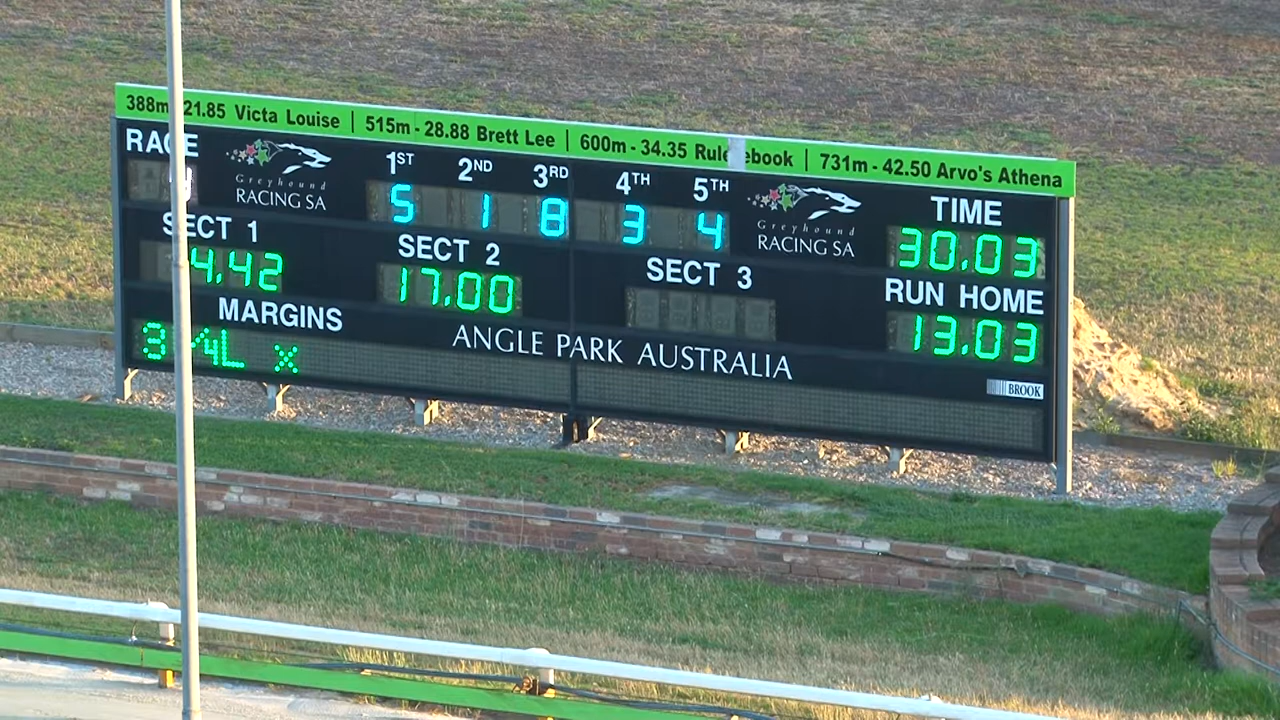 388m 21.85 Victa Louise | 515m - 28.88 Brett Lee | 600m - 34.35 Rule ebook | 731m - 42.50 Arvo's Athena
RACE
Greyhound
RACING SA
1ST 2ND 3RD 4TH 5TH
5 1 8 3 4
Greyhound
RACING SA
TIME
30.03
SECT 1
4.42
SECT 2
17.00
SECT 3
RUN HOME
13.03
MARGINS
3 3/4L x
ANGLE PARK AUSTRALIA
BROOK